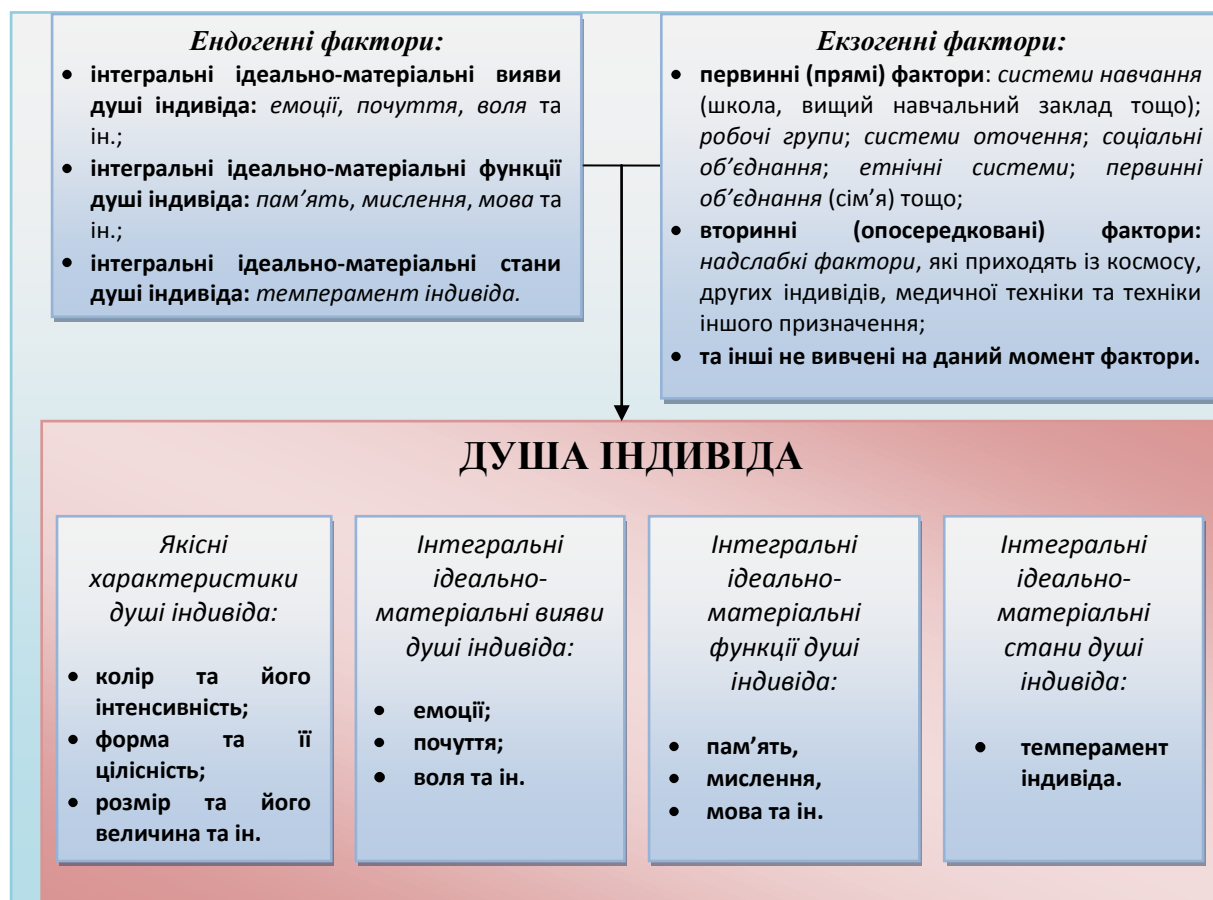 Ендогенні фактори:
• інтегральні ідеально-матеріальні вияви
душі індивіда: емоції, почуття, воля та
ін.;
• інтегральні ідеально-матеріальні функції
душі індивіда: пам’ять, мислення, мова та
ін.;
• інтегральні ідеально-матеріальні стани
душі індивіда: темперамент індивіда.
Екзогенні фактори:
• первинні (прямі) фактори: системи навчання
(школа, вищий навчальний заклад тощо);
робочі групи; системи оточення; соціальні
об’єднання; етнічні системи; первинні
об’єднання (сім’я) тощо;
• вторинні (опосередковані) фактори:
надслабкі фактори, які приходять із космосу,
других індивідів, медичної техніки та техніки
іншого призначення;
• та інші не вивчені на даний момент фактори.
ДУША ІНДИВІДА
Якісні
характеристики
душі індивіда:
• колір та його
інтенсивність;
• форма та її
цілісність;
• розмір та його
величина та ін.
Інтегральні
ідеально-
матеріальні вияви
душі індивіда:
• емоції;
• почуття;
• воля та ін.
Інтегральні
ідеально-
матеріальні
функції душі
індивіда:
• пам’ять,
• мислення,
• мова та ін.
Інтегральні
ідеально-
матеріальні
стани душі
індивіда:
• темперамент
індивіда.